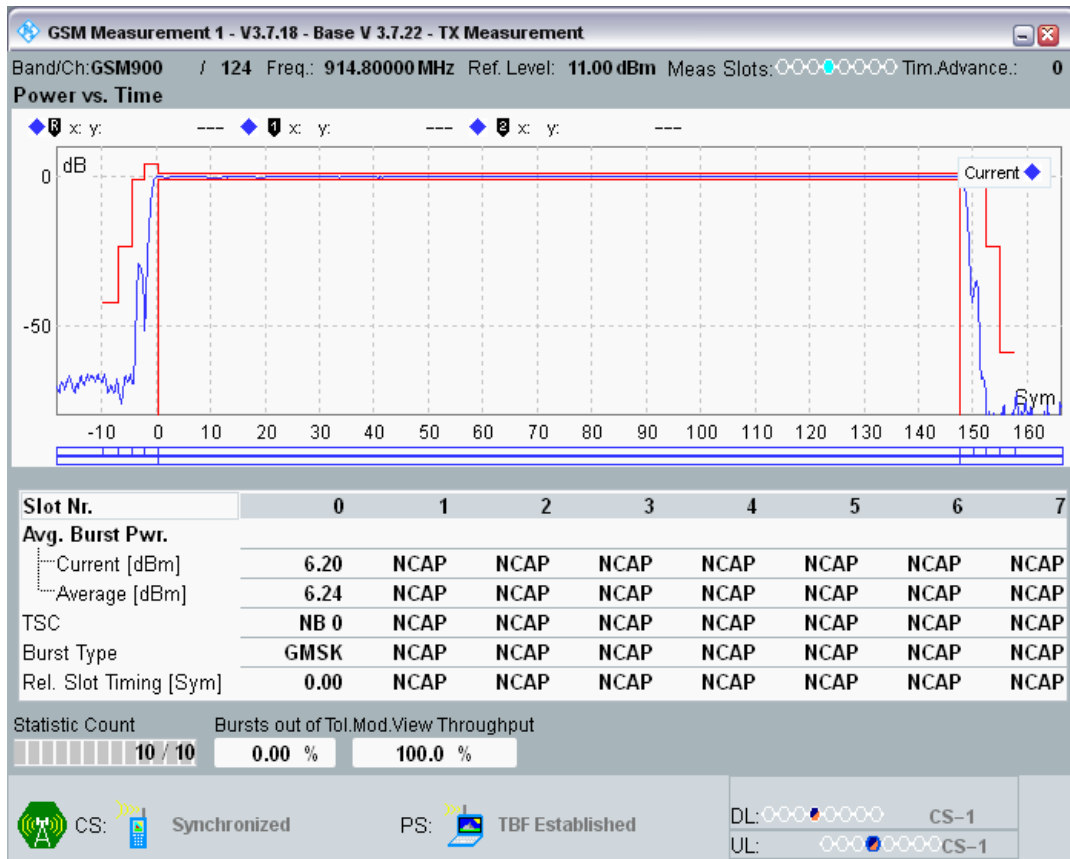 GSM Measurement 1 - V3.7.18 - Base V 3.7.22 - TX Measurement
Band/Ch:GSM900 / 124 Freq.: 914.80000 MHz Ref. Level: 11.00 dBm Meas Slots: Tim.Advance.: 0
Power vs. Time
R x: y: --- 1 x: y: --- 2 x: y: ---
dB
Current
0
-50
Sym
-10 0 10 20 30 40 50 60 70 80 90 100 110 120 130 140 150 160
Slot Nr. 0 1 2 3 4 5 6 7
Avg. Burst Pwr.
Current [dBm] 6.20 NCAP NCAP NCAP NCAP NCAP NCAP NCAP
Average [dBm] 6.24 NCAP NCAP NCAP NCAP NCAP NCAP NCAP
TSC NB 0 NCAP NCAP NCAP NCAP NCAP NCAP NCAP
Burst Type GMSK NCAP NCAP NCAP NCAP NCAP NCAP NCAP
Rel. Slot Timing [Sym] 0.00 NCAP NCAP NCAP NCAP NCAP NCAP NCAP
Statistic Count Bursts out of Tol.Mod.View Throughput
10 / 10 0.00 % 100.0 %
CS: Synchronized PS: TBF Established
DL: CS-1
UL: CS-1